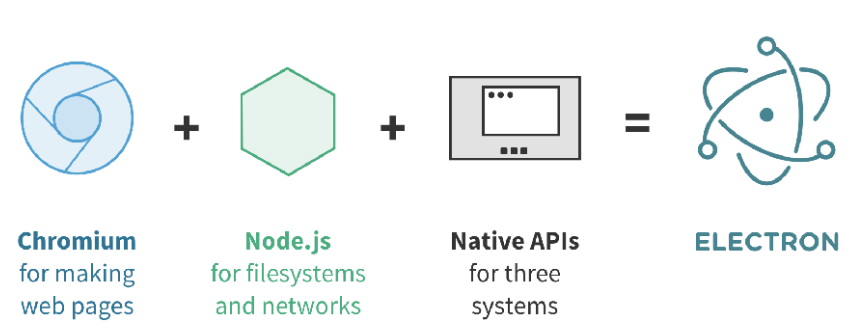 + + =
Chromium
for making
web pages
Node.js
for filesystems
and networks
Native APIs
for three
systems
ELECTRON